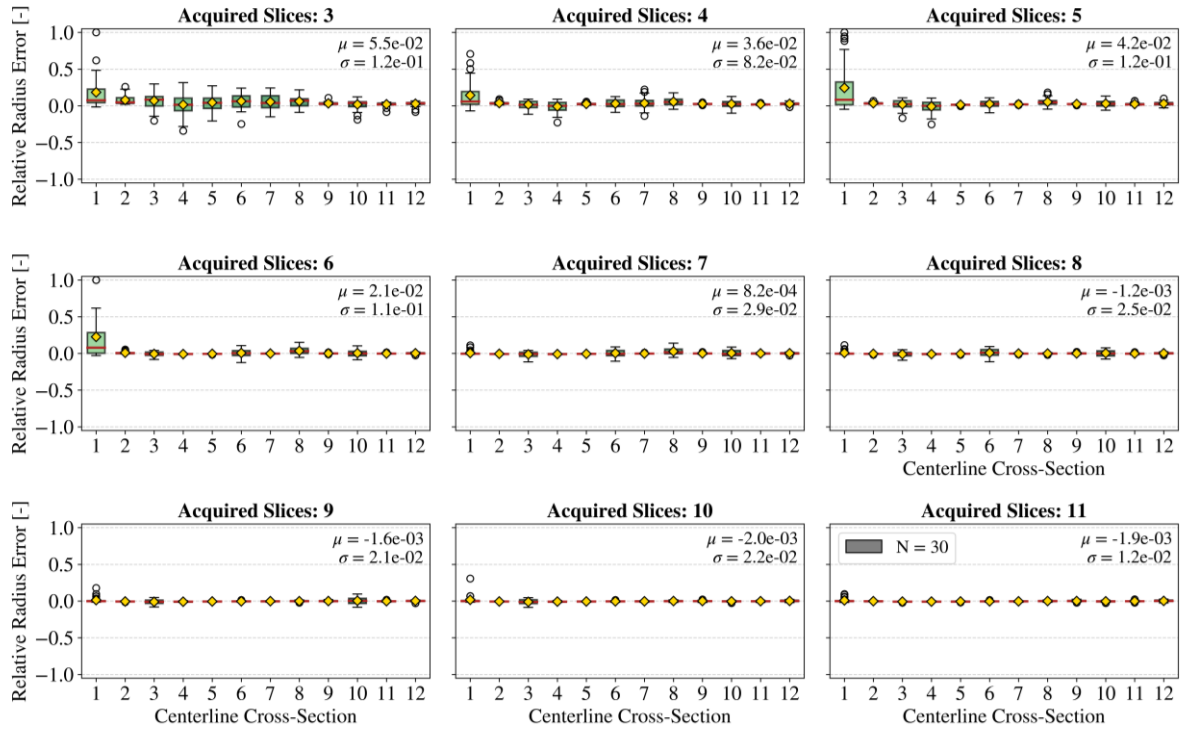 Acquired Slices: 3
μ = 5.5e-02
σ = 1.2e-01
Relative Radius Error [-]
1.0
0.5
0.0
−0.5
−1.0
1 2 3 4 5 6 7 8 9 10 11 12
Acquired Slices: 4
μ = 3.6e-02
σ = 8.2e-02
1 2 3 4 5 6 7 8 9 10 11 12
Acquired Slices: 5
μ = 4.2e-02
σ = 1.2e-01
1 2 3 4 5 6 7 8 9 10 11 12
Acquired Slices: 6
μ = 2.1e-02
σ = 1.1e-01
Relative Radius Error [-]
1.0
0.5
0.0
−0.5
−1.0
1 2 3 4 5 6 7 8 9 10 11 12
Acquired Slices: 7
μ = 8.2e-04
σ = 2.9e-02
1 2 3 4 5 6 7 8 9 10 11 12
Acquired Slices: 8
μ = -1.2e-03
σ = 2.5e-02
1 2 3 4 5 6 7 8 9 10 11 12
Centerline Cross-Section
Acquired Slices: 9
μ = -1.6e-03
σ = 2.1e-02
Relative Radius Error [-]
1.0
0.5
0.0
−0.5
−1.0
1 2 3 4 5 6 7 8 9 10 11 12
Centerline Cross-Section
Acquired Slices: 10
μ = -2.0e-03
σ = 2.2e-02
1 2 3 4 5 6 7 8 9 10 11 12
Centerline Cross-Section
Acquired Slices: 11
N = 30
μ = -1.9e-03
σ = 1.2e-02
1 2 3 4 5 6 7 8 9 10 11 12
Centerline Cross-Section